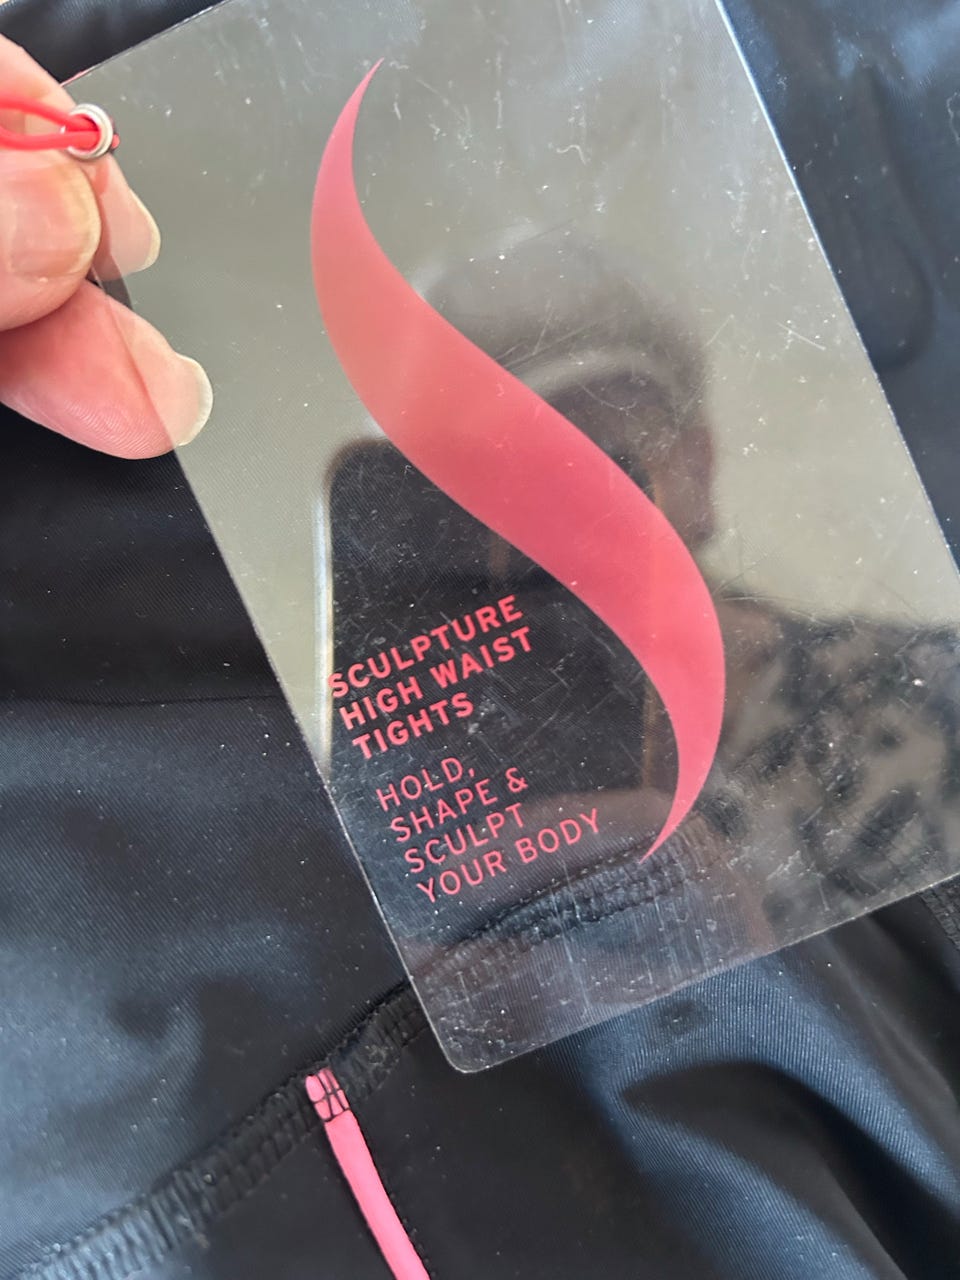 SCULPTURE
HIGH WAIST
TIGHTS
HOLD,
SHAPE &
SCULPT
YOUR BODY